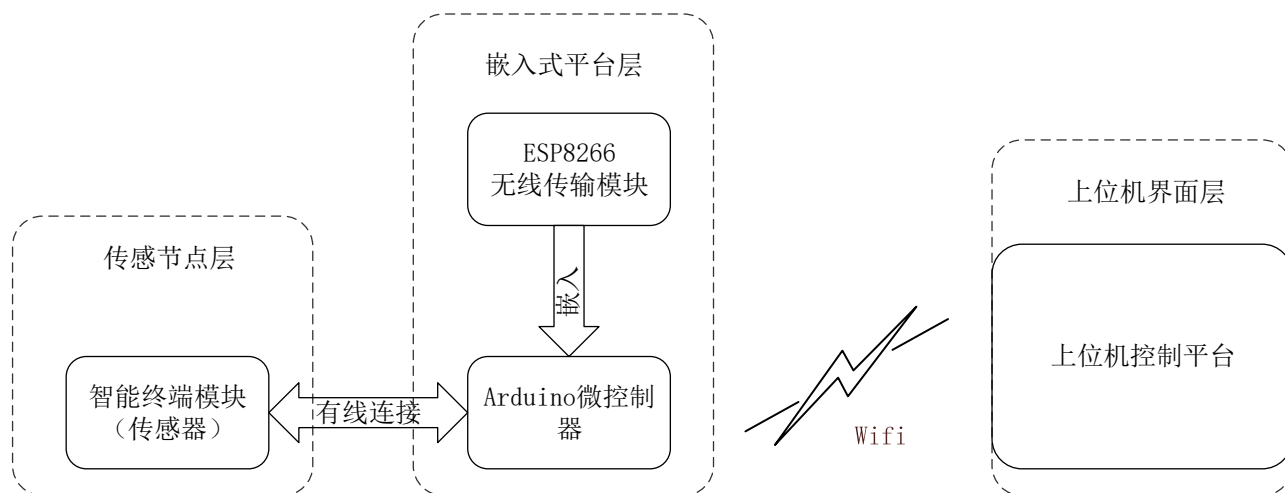 嵌入式平台层
ESP8266
无线传输模块
上位机界面层
传感节点层
嵌入
智能终端模块
(传感器)
有线连接
Arduino微控制
器
Wifi
上位机控制平台